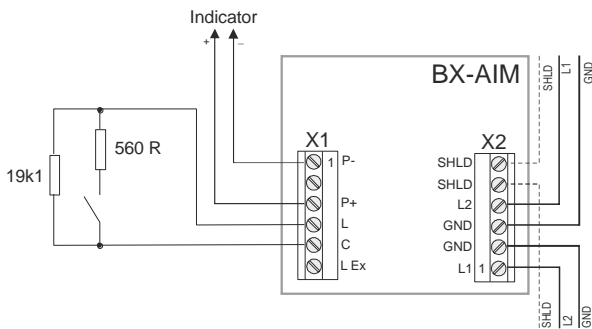 Indicator
+
–
BX-AIM
SHLD
L1
GND
X1
X2
560 R
19k1
1
P-
P+
L
C
L Ex
SHLD
SHLD
L2
GND
GND
L1 1
SHLD
L2
GND